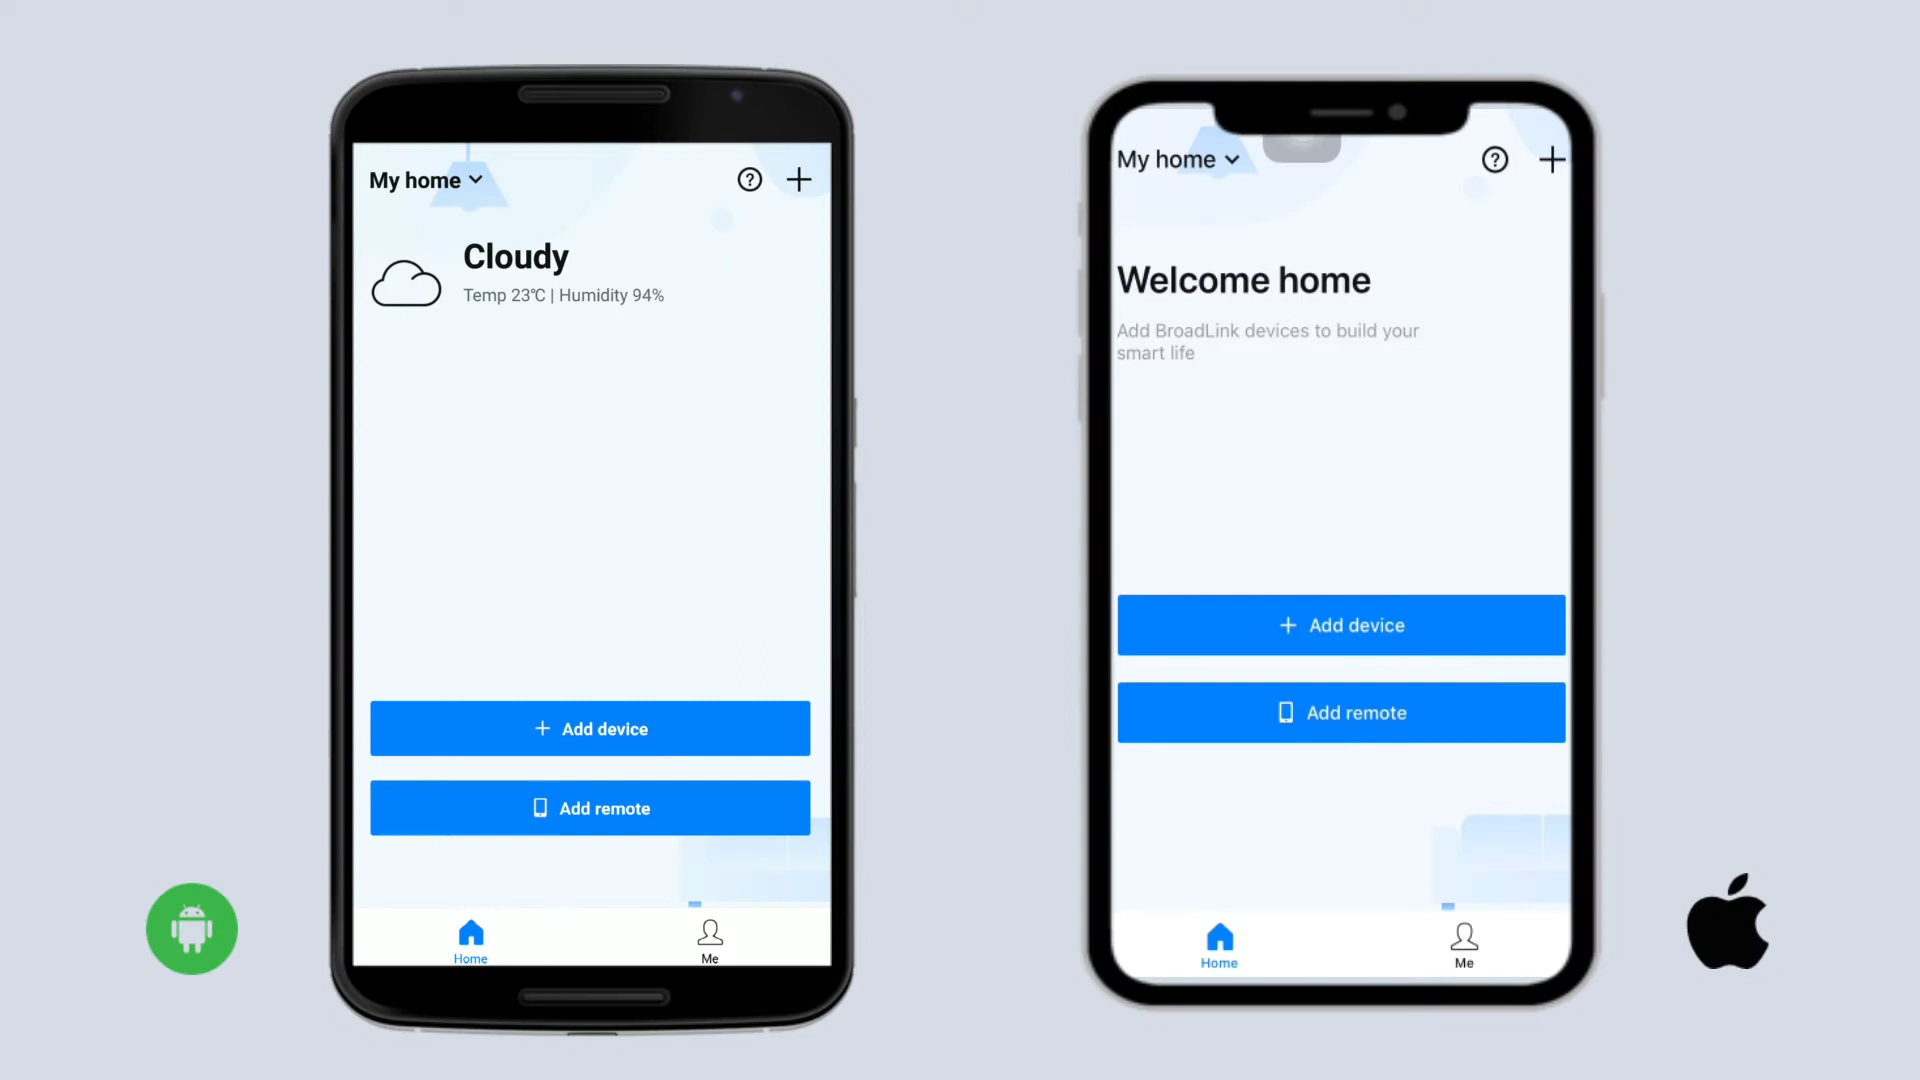 My home
Cloudy
Temp 23℃ | Humidity 94%
Add device
Add remote
Home
Me
My home
Welcome home
Add BroadLink devices to build your
smart life
Add device
Add remote
Home
Me